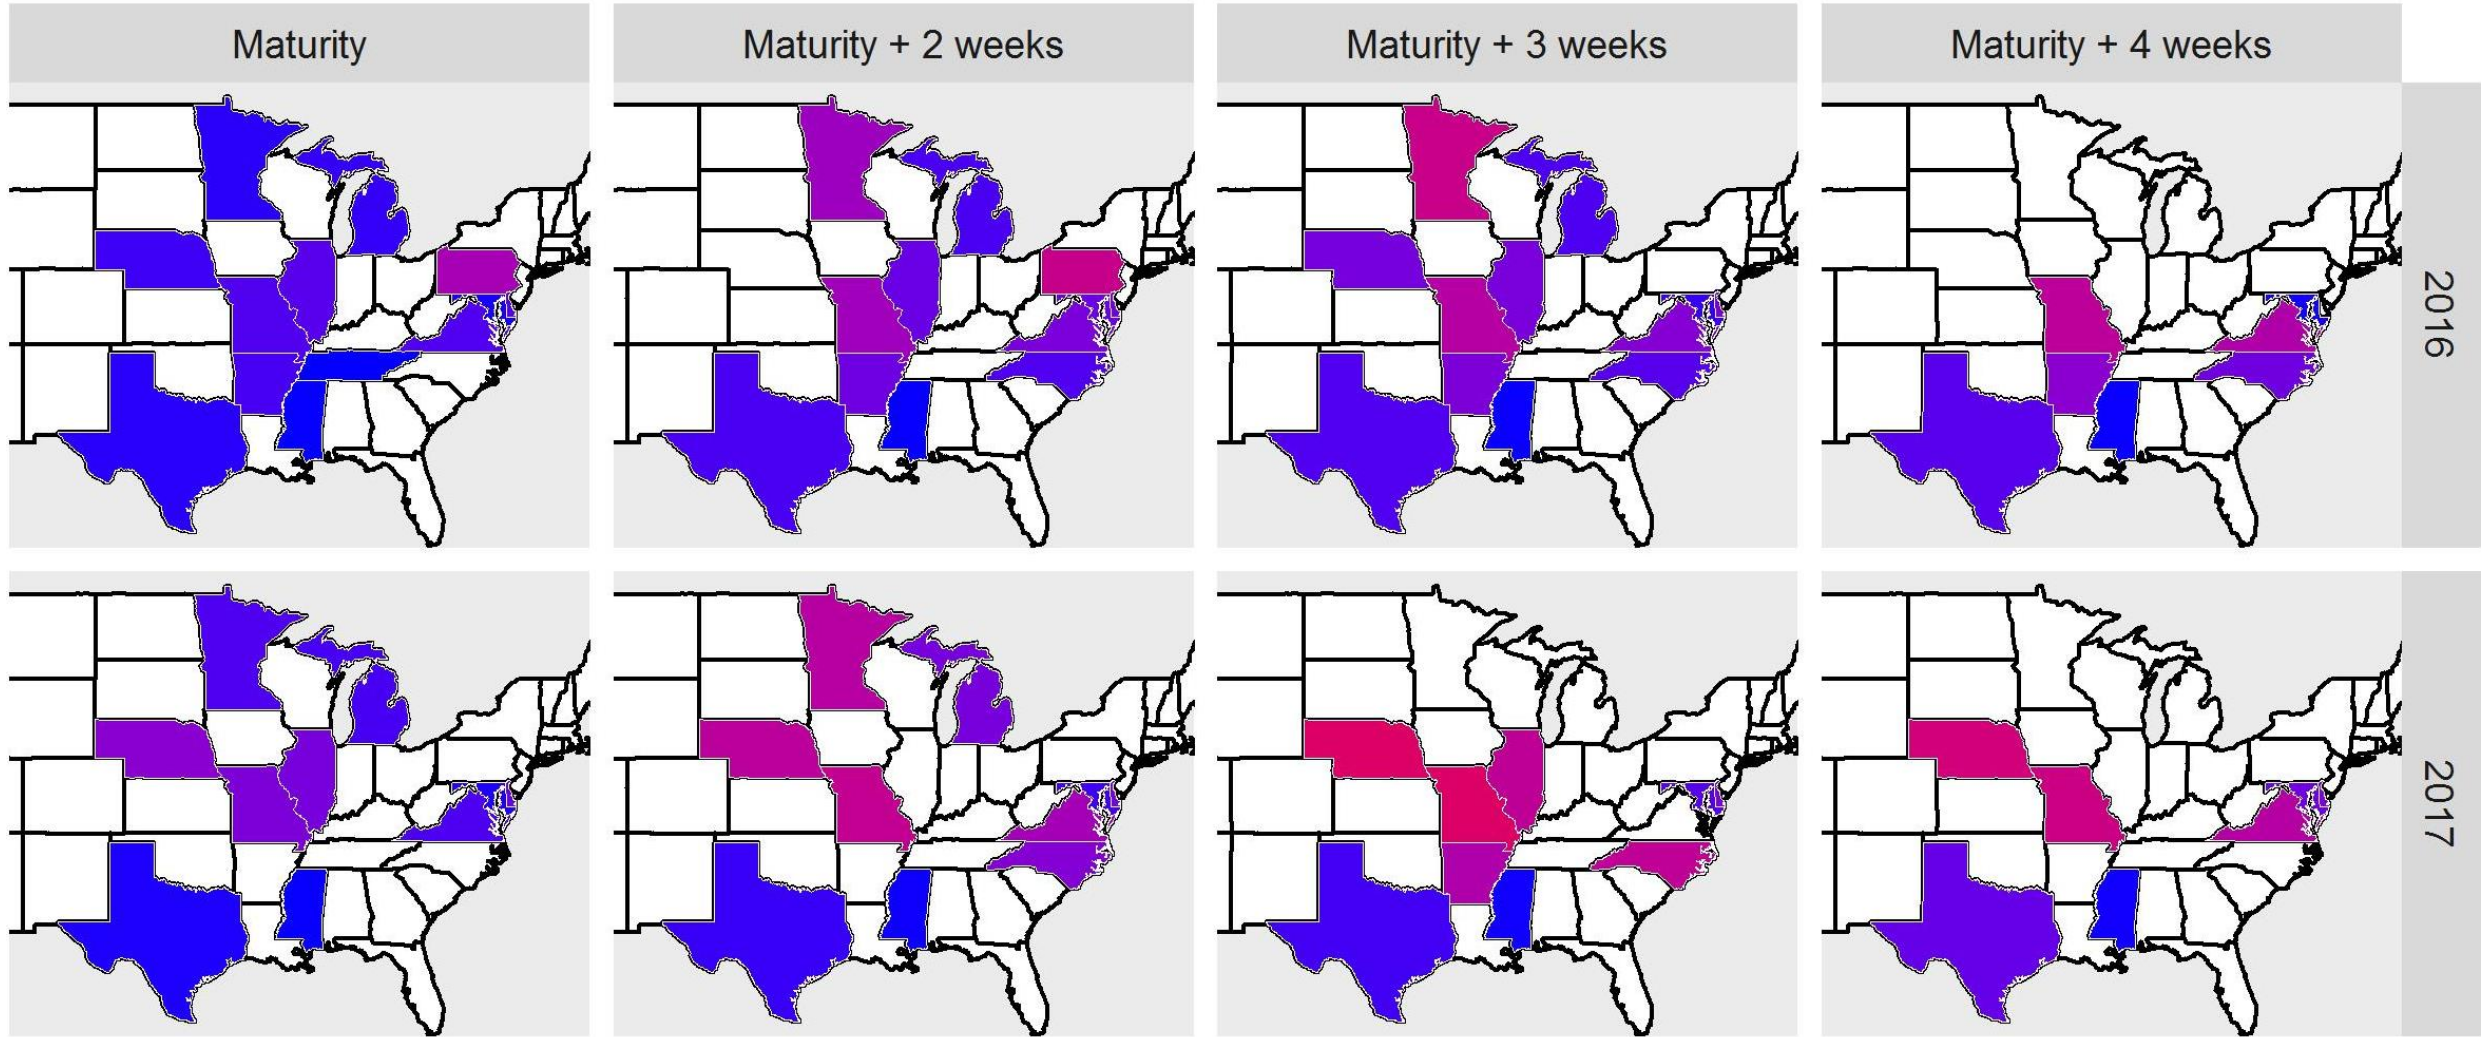 Maturity
Maturity + 2 weeks
Maturity + 3 weeks
Maturity + 4 weeks
2016
2017